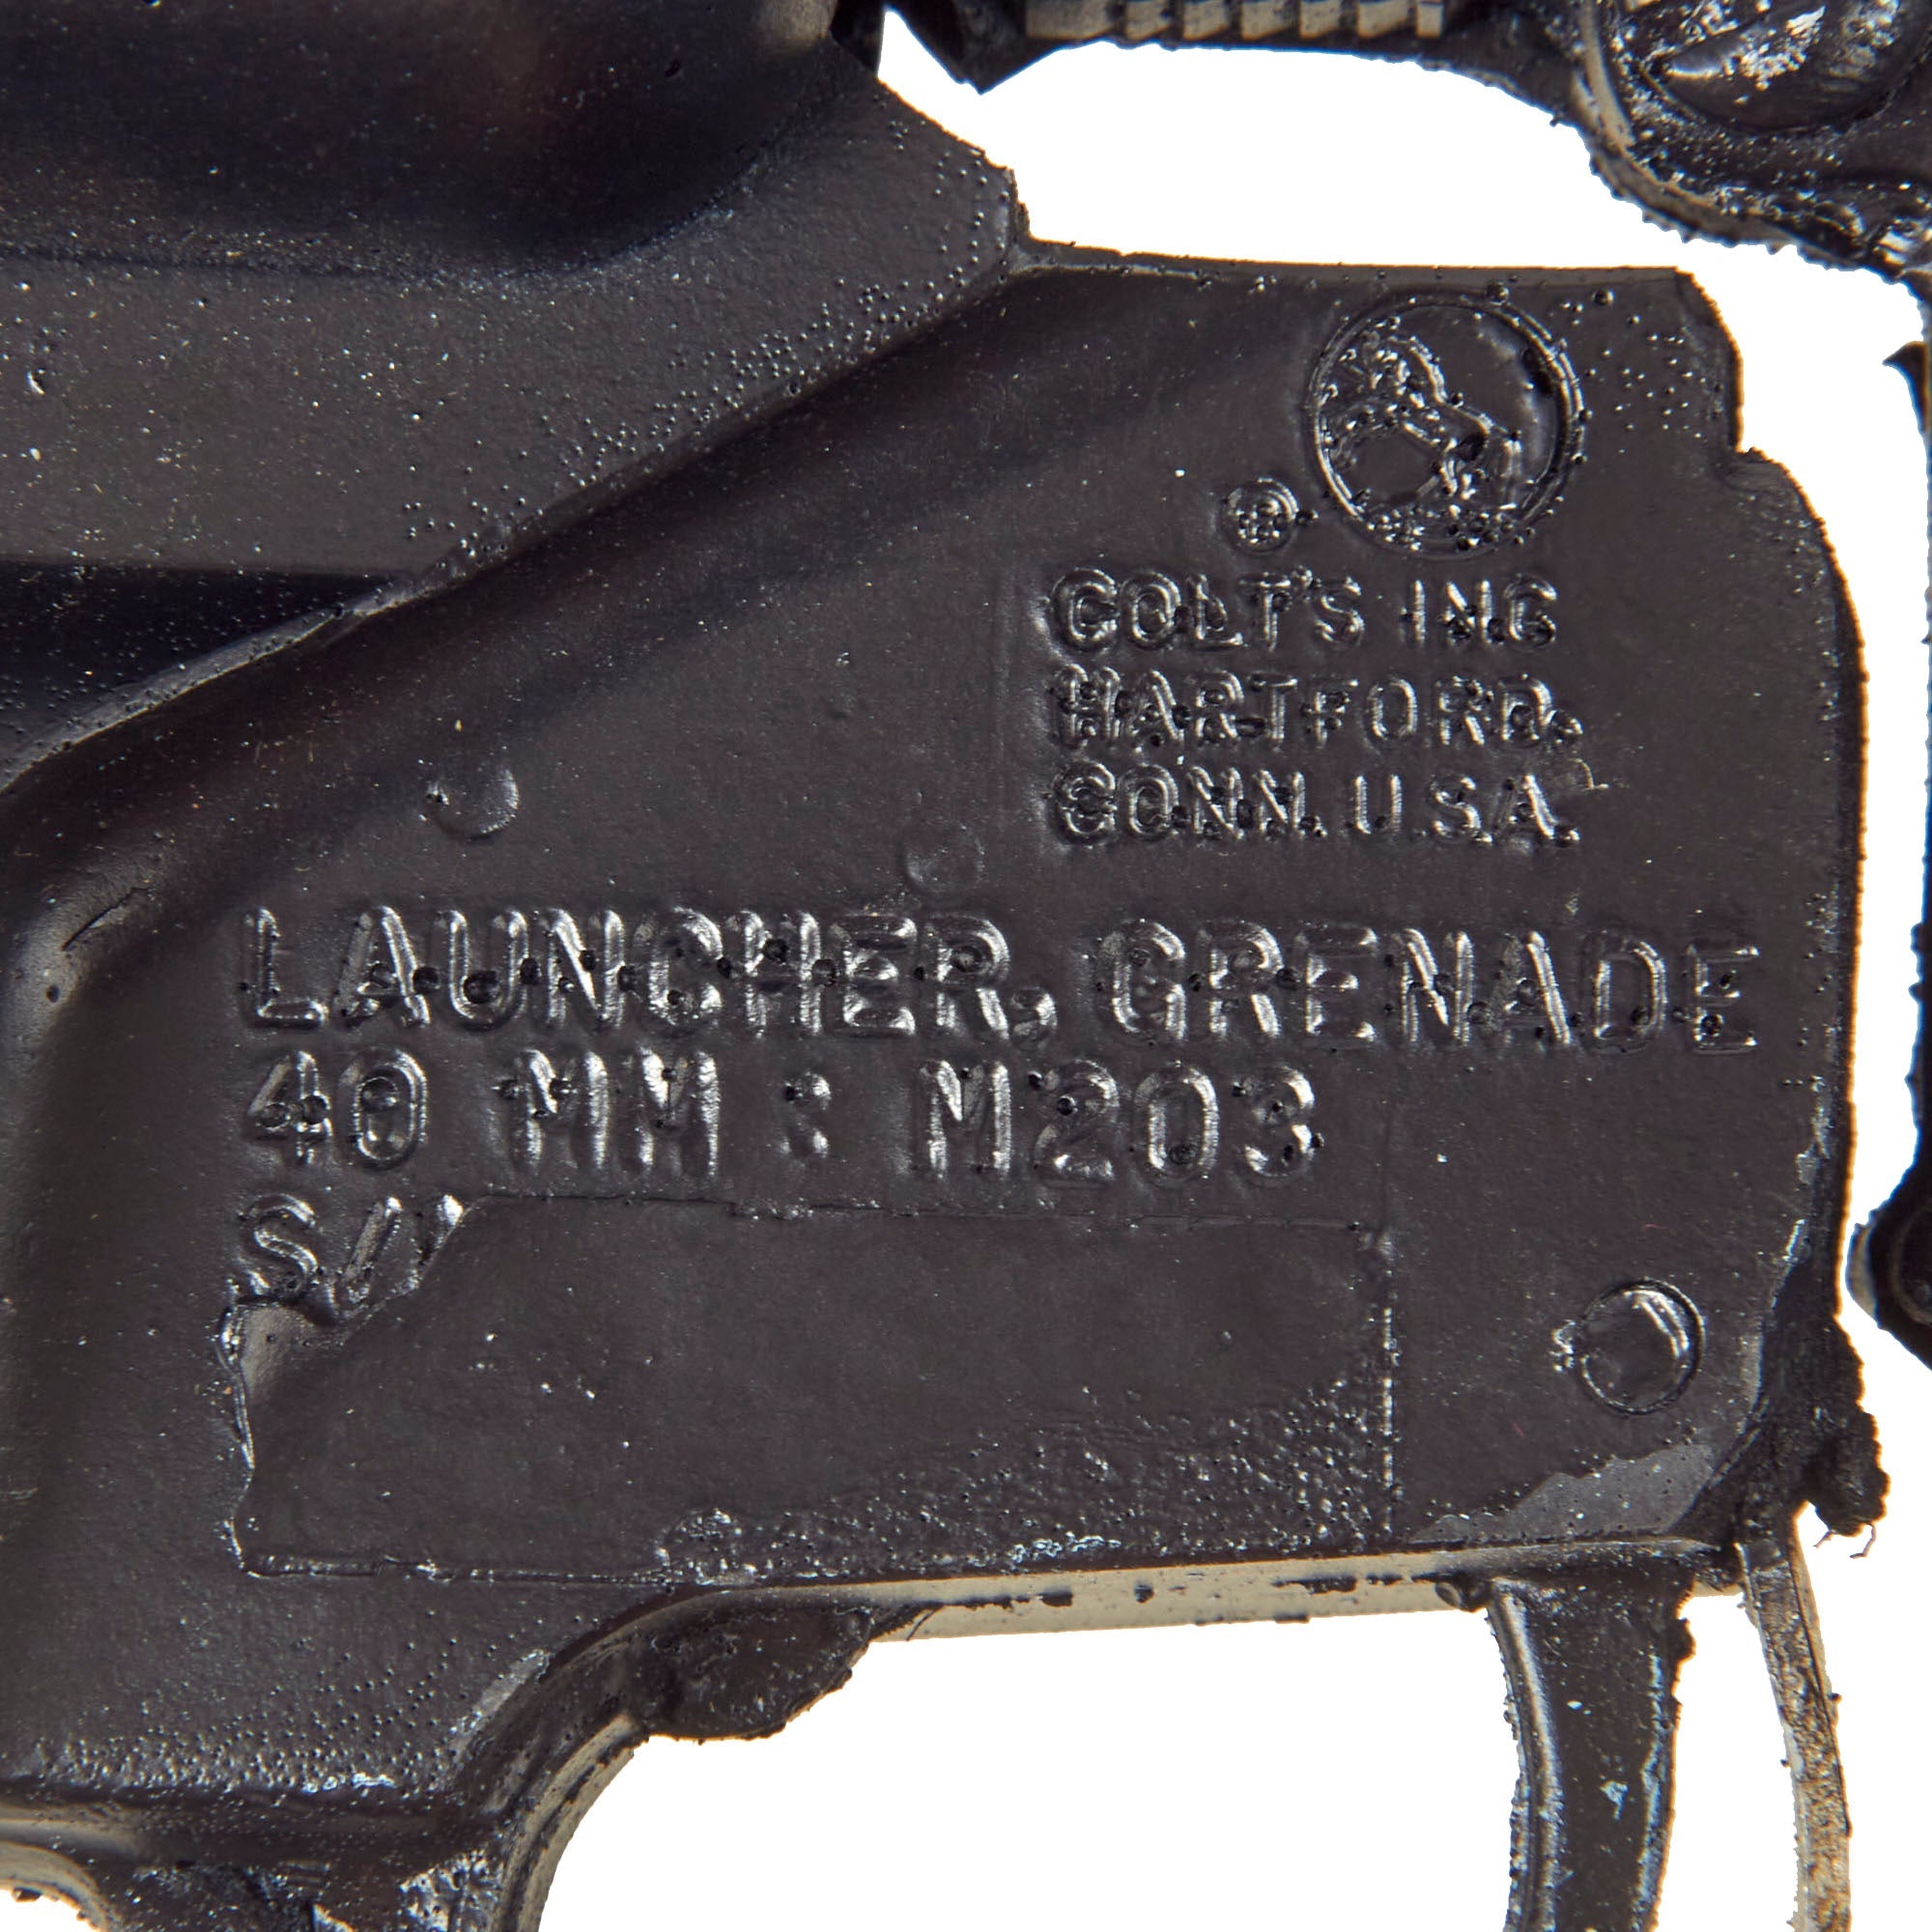 ®
COLT'S INC
HARTFORD.
CONN. U.S.A.
LAUNCHER, GRENADE
40 MM : M203
S/